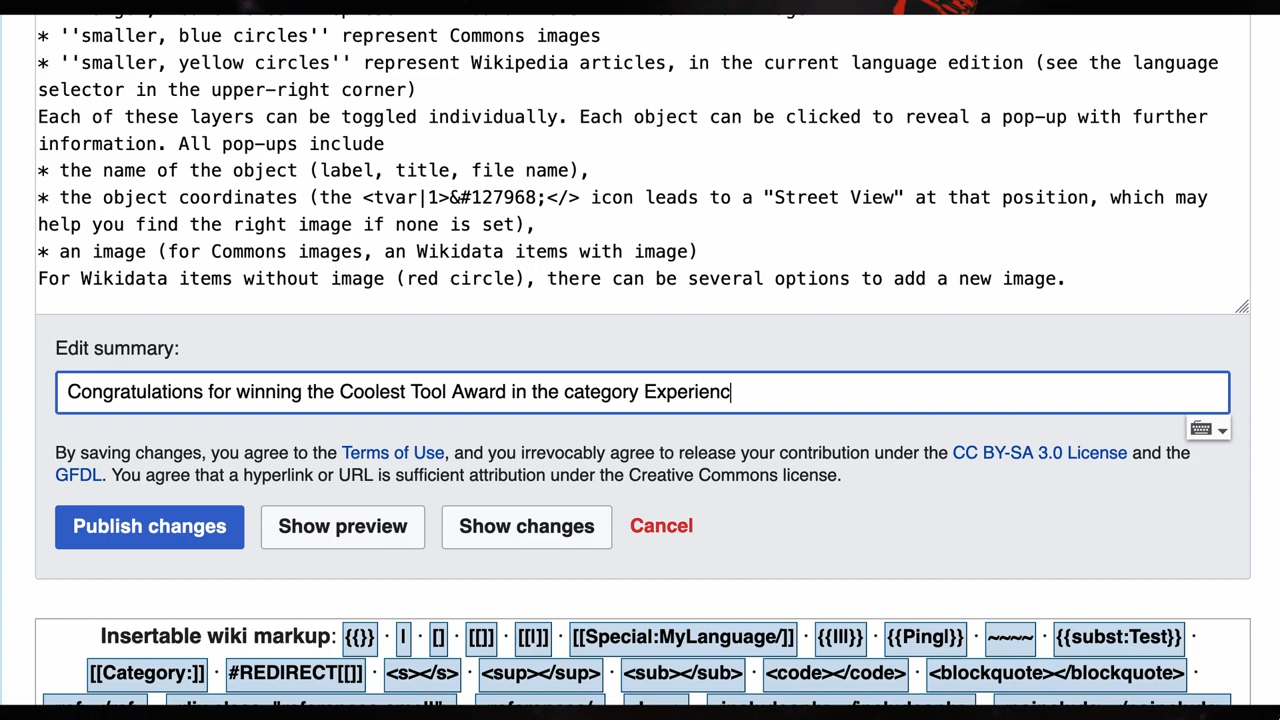 * ''smaller, blue circles'' represent Commons images
* ''smaller, yellow circles'' represent Wikipedia articles, in the current language edition (see the language
selector in the upper-right corner)
Each of these layers can be toggled individually. Each object can be clicked to reveal a pop-up with further
information. All pop-ups include
* the name of the object (label, title, file name),
* the object coordinates (the <tvar|1>&#127968;</> icon leads to a "Street View" at that position, which may
help you find the right image if none is set),
* an image (for Commons images, an Wikidata items with image)
For Wikidata items without image (red circle), there can be several options to add a new image.
Edit summary:
Congratulations for winning the Coolest Tool Award in the category Experienc
By saving changes, you agree to the Terms of Use, and you irrevocably agree to release your contribution under the CC BY-SA 3.0 License and the
GFDL. You agree that a hyperlink or URL is sufficient attribution under the Creative Commons license.
Publish changes Show preview Show changes Cancel
Insertable wiki markup: {{}} · | · [] · [[]] · [[|]] · [[Special:MyLanguage/]] · {{|||}} · {{Ping|}} · ~~~~ · {{subst:Test}} ·
[[Category:]] · #REDIRECT[[]] · <s></s> · <sup></sup> · <sub></sub> · <code></code> · <blockquote></blockquote>